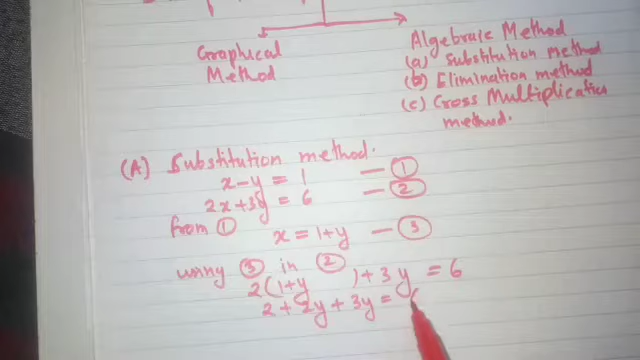 Graphical Method
Algebraic Method
(a) Substitution method
(b) Elimination method
(c) Cross Multiplication method.
(A) Substitution method.
x-y = 1 — ①
2x+3y = 6 — ②
from ①
x = 1+y — ③
using ③ in ②
2(1+y )+3y = 6
2+2y+3y =